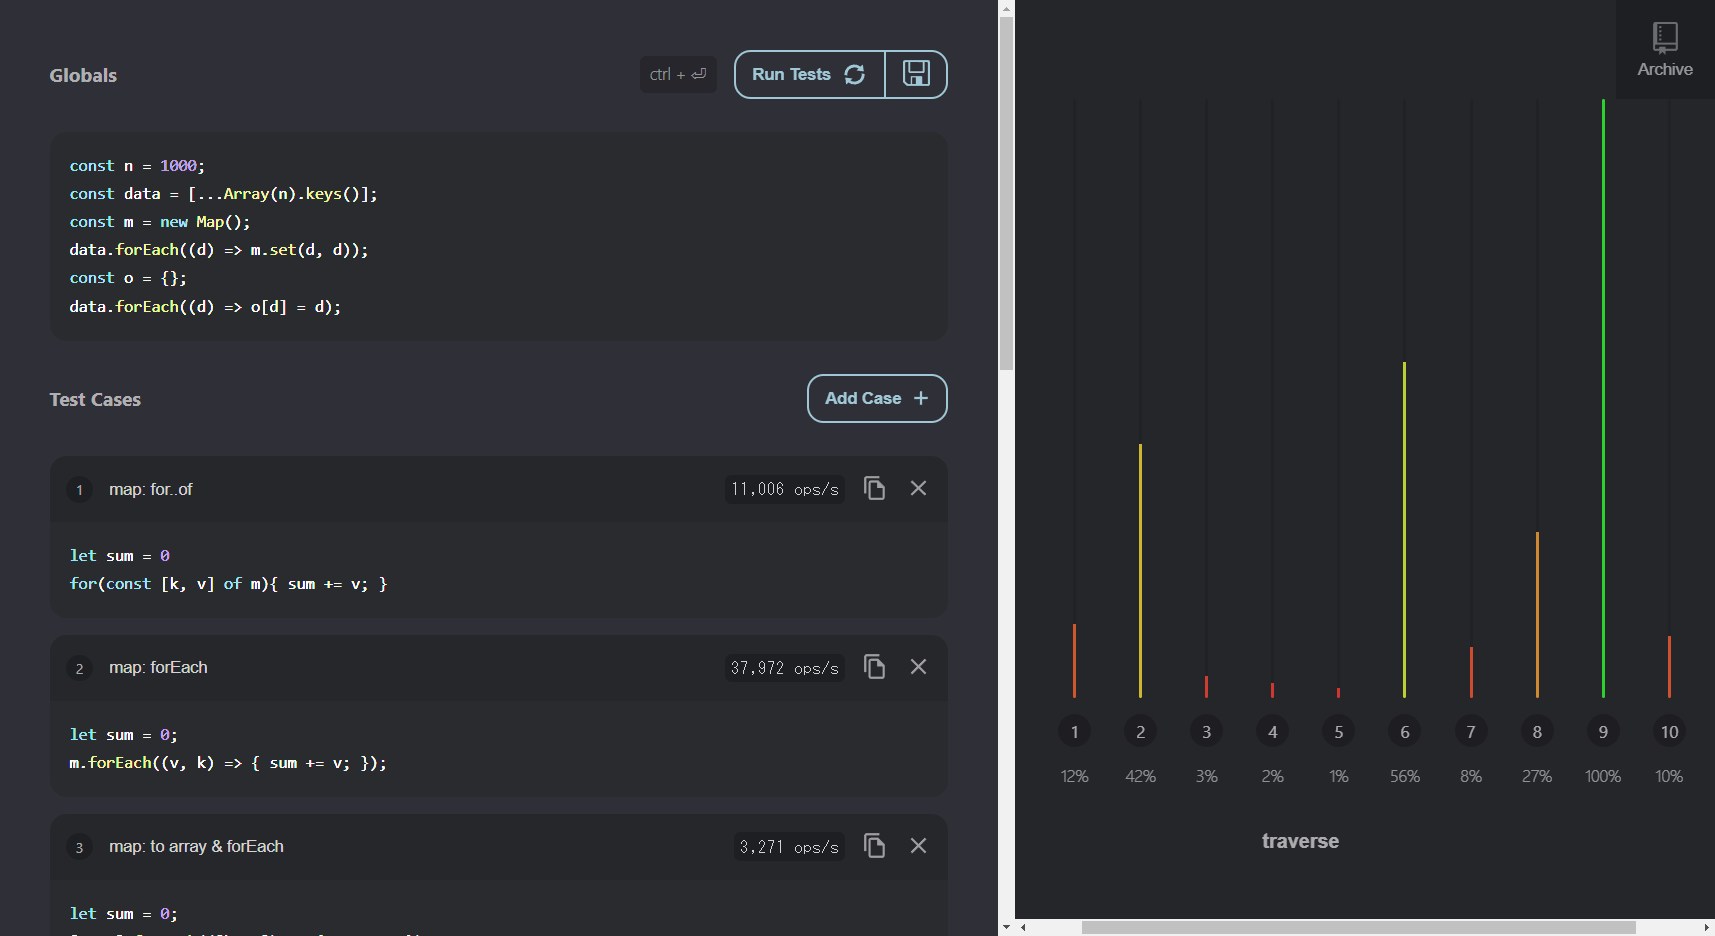 Globals
ctrl + ⏎
Run Tests
const n = 1000;
const data = [...Array(n).keys()];
const m = new Map();
data.forEach((d) => m.set(d, d));
const o = {};
data.forEach((d) => o[d] = d);
Test Cases
Add Case +
1 map: for..of 11,006 ops/s
let sum = 0
for(const [k, v] of m){ sum += v; }
2 map: forEach 37,972 ops/s
let sum = 0;
m.forEach((v, k) => { sum += v; });
3 map: to array & forEach 3,271 ops/s
let sum = 0;
Archive
1 2 3 4 5 6 7 8 9 10
12% 42% 3% 2% 1% 56% 8% 27% 100% 10%
traverse